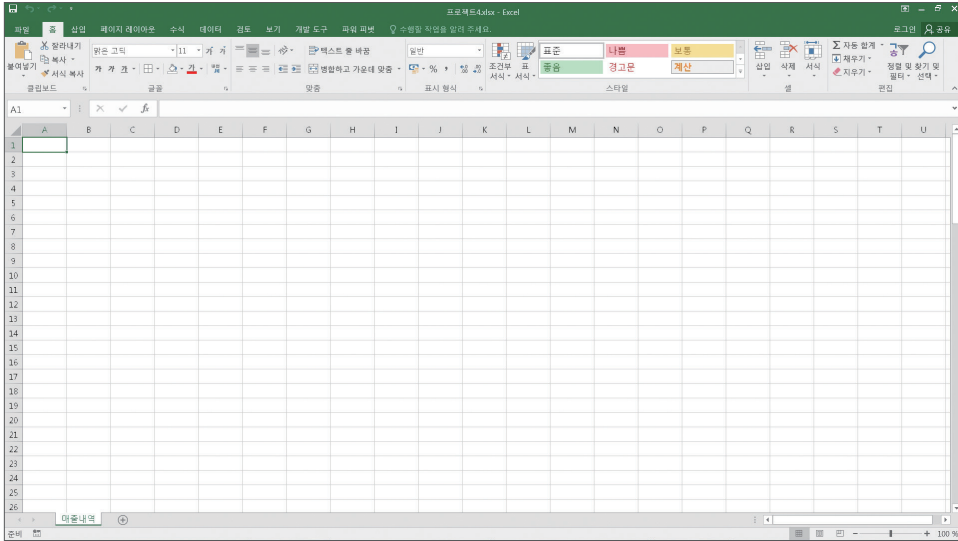 프로젝트4.xlsx - Excel
파일 홈 삽입 페이지 레이아웃 수식 데이터 검토 보기 개발 도구 파워 피벗 수행할 작업을 알려 주세요. 로그인 공유
붙여넣기 잘라내기 복사 서식 복사
클립보드
맑은 고딕 11 가 가
가 가 가 가
글꼴
텍스트 줄 바꿈
병합하고 가운데 맞춤
맞춤
일반
%
표시 형식
조건부 서식 표 서식
표준 나쁨 보통
좋음 경고문 계산
스타일
삽입 삭제 서식
셀
Σ 자동 합계
채우기
지우기
정렬 및 필터 찾기 및 선택
편집
A1 fx
A B C D E F G H I J K L M N O P Q R S T U
1
2
3
4
5
6
7
8
9
10
11
12
13
14
15
16
17
18
19
20
21
22
23
24
25
26
매출내역
준비 100 %